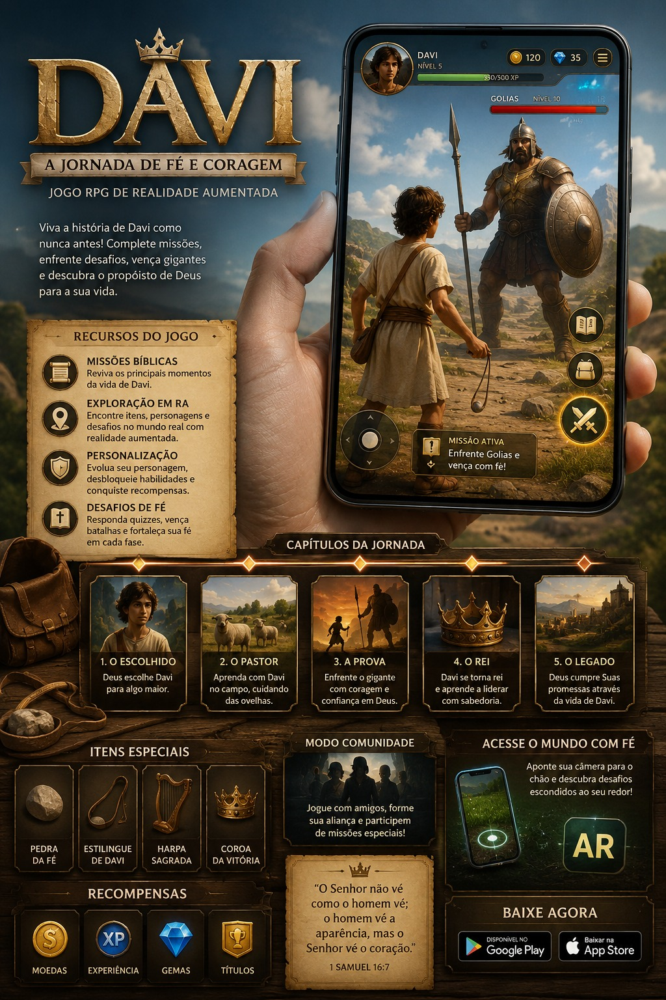 DAVI
A JORNADA DE FÉ E CORAGEM
JOGO RPG DE REALIDADE AUMENTADA
Viva a história de Davi como
nunca antes! Complete missões,
enfrente desafios, vença gigantes
e descubra o propóisto de Deus
para a sua vida.
DAVI
NÍVEL 5
120
35
GOLIAS NÍVEL 10
RECURSOS DO JOGO
MISSÕES BÍBLICAS
Reviva os principais momentos
da vida de Davi.
EXPLORAÇÃO EM RA
Encontre itens, personagens e
desafios no mundo real com
realidade aumentada.
PERSONALIZAÇÃO
Evolua seu personagem,
desbloqueie habilidades e
conquiste recompensas.
DESAFIOS DE FÉ
Responda quizzes, vença
batalhas e fortaleça sua fé
em cada fase.
MISSÃO ATIVA
Enfrente Golias e
vença com fé!
CAPÍTULOS DA JORNADA
1. O ESCOLHIDO
Deus escolhe Davi
para algo maior.
2. O PASTOR
Aprenda com Davi
no campo, cuidando
das ovelhas.
3. A PROVA
Enfrente o gigante
com coragem e
confiança em Deus.
4. O REI
Davi se torna rei
e aprende a liderar
com sabedoria.
5. O LEGADO
Deus cumpre Suas
promessas através
da vida de Davi.
ITENS ESPECIAIS
PEDRA
DA FÉ
ESTILINGUE
DE DAVI
HARPA
SAGRADA
COROA
DA VITÓRIA
RECOMPENSAS
S
MOEDAS
XP
EXPERIÊNCIA
GEMAS
TÍTULOS
MODO COMUNIDADE
Jogue com amigos, forme
sua aliança e participem
de missões especiais!
“O Senhor não vé
como o homem vé;
o homem vé a
aparência, mas o
Senhor vé o coração.”
1 SAMUEL 16:7
ACESSE O MUNDO COM FÉ
Aponte sua câmera para o
chão e descubra desafios
escondidos ao seu redor!
AR
BAIXE AGORA
DISPONÍVEL NO
Google Play
Baixar na
App Store